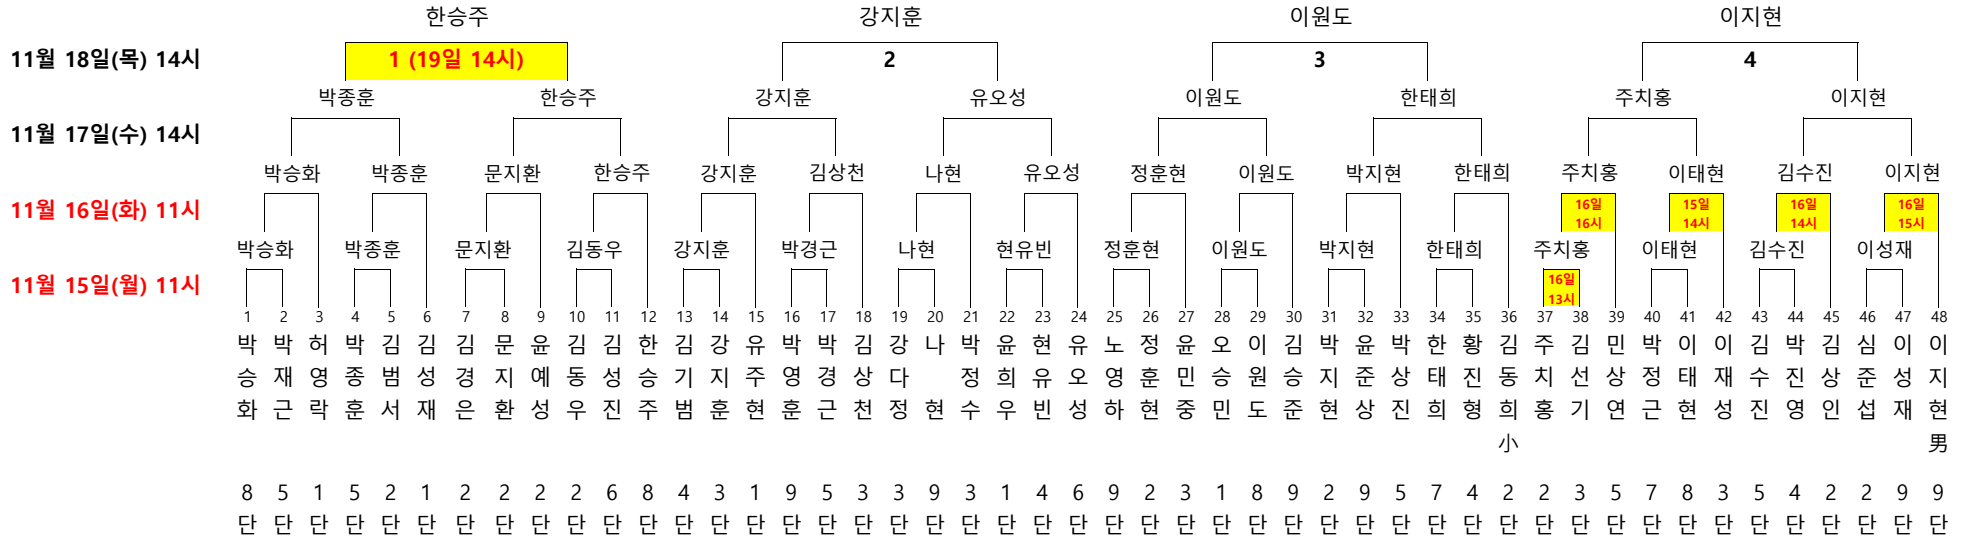 한승주 강지훈 이원도 이지현
11월 18일(목) 14시 1 (19일 14시) 2 3 4
박종훈 한승주 강지훈 유오성 이원도 한태희 주치홍 이지현
11월 17일(수) 14시
박승화 박종훈 문지환 한승주 강지훈 김상천 나현 유오성 정훈현 이원도 박지현 한태희 주치홍 이태현 김수진 이지현
11월 16일(화) 11시 16일 16시 15일 14시 16일 14시 16일 15시
박승화 박종훈 문지환 김동우 강지훈 박경근 나현 현유빈 정훈현 이원도 박지현 한태희 주치홍 이태현 김수진 이성재
11월 15일(월) 11시 16일 13시
1 2 3 4 5 6 7 8 9 10 11 12 13 14 15 16 17 18 19 20 21 22 23 24 25 26 27 28 29 30 31 32 33 34 35 36 37 38 39 40 41 42 43 44 45 46 47 48
박승화 박재근 허영락 박종훈 김범서 김성재 김경은 문지환 윤예성 김동우 김성진 한승주 김기범 강지훈 유주현 박영훈 박경근 김상천 강다정 나현 박정수 윤희우 현유빈 유오성 노영하 정훈현 윤민중 오승민 이원도 김승준 박지현 윤준상 박상진 한태희 황진형 김동희小 주치홍 김선기 민상연 박정근 이태현 이재성 김수진 박진영 김상인 심준섭 이성재 이지현男
8단 5단 1단 5단 2단 1단 2단 2단 2단 2단 6단 8단 4단 3단 1단 9단 5단 3단 3단 9단 3단 1단 4단 6단 9단 2단 3단 1단 8단 9단 2단 9단 5단 7단 4단 2단 2단 3단 5단 7단 8단 3단 5단 4단 2단 2단 9단 9단